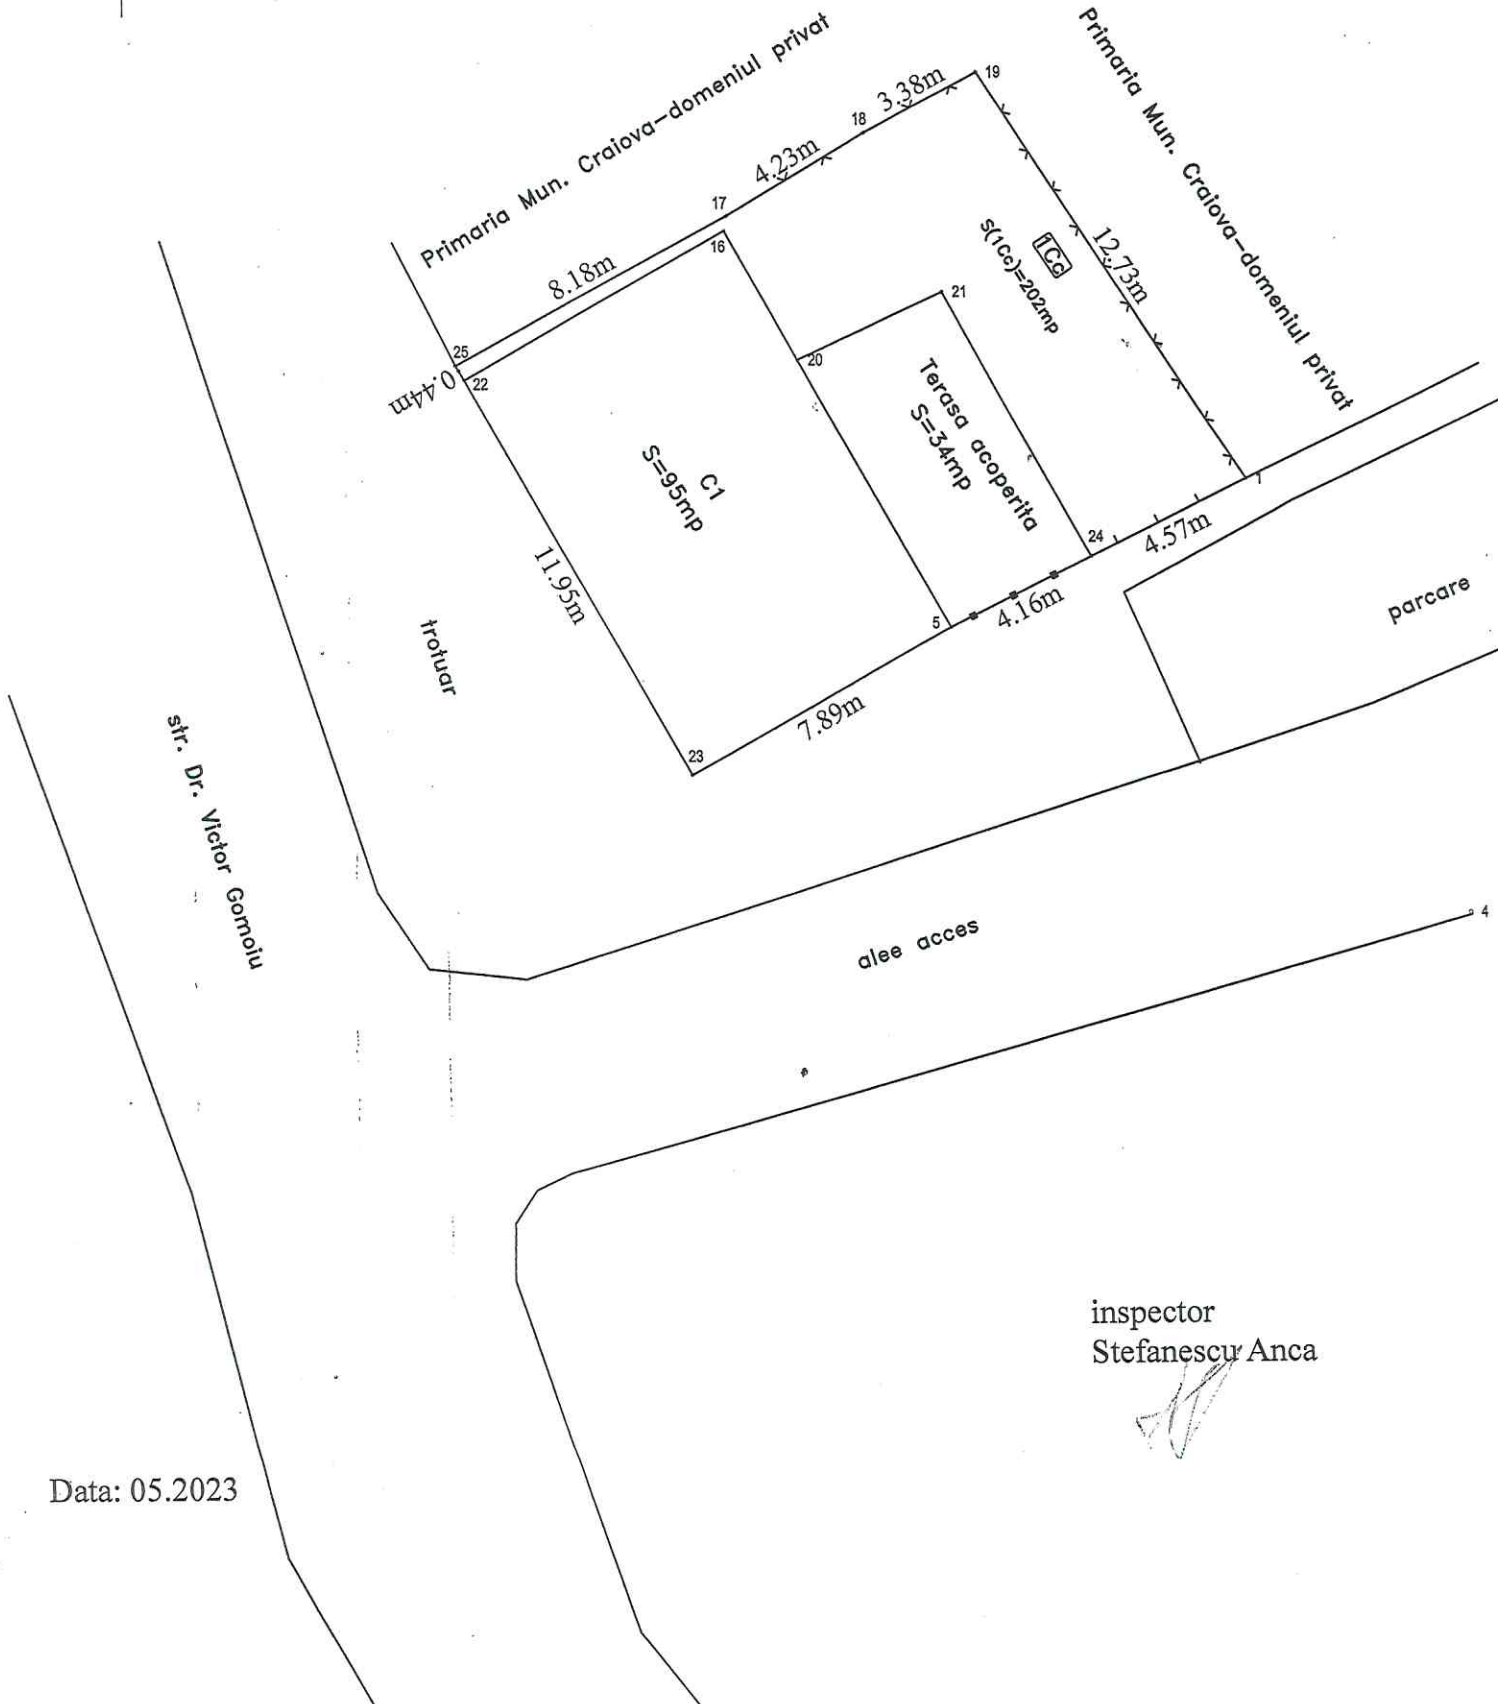 Primaria Mun. Craiova-domeniul privat
Primaria Mun. Craiova-domeniul privat
19
3.38m
18
4.23m
17
16
8.18m
25
22
0.44m
1Cc
S(1Cc)=202mp
12.73m
21
20
Terasa acoperita
S=34mp
C1
S=95mp
11.95m
1
24
4.57m
4.16m
5
7.89m
23
parcare
trotuar
str. Dr. Victor Gomoiu
alee acces
4
inspector
Stefanescu Anca
Data: 05.2023